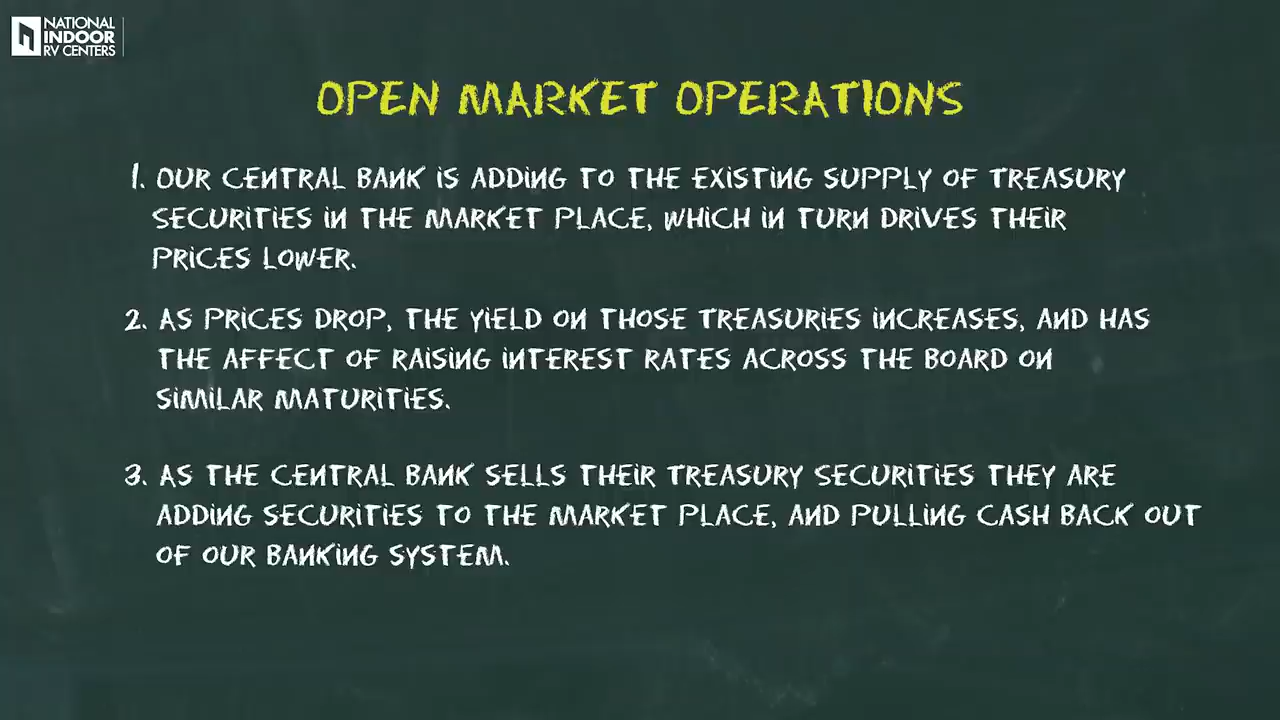 NATIONAL
INDOOR
RV CENTERS
OPEN MARKET OPERATIONS
1. OUR CENTRAL BANK IS ADDING TO THE EXISTING SUPPLY OF TREASURY
SECURITIES IN THE MARKET PLACE, WHICH IN TURN DRIVES THEIR
PRICES LOWER.
2. AS PRICES DROP, THE YIELD ON THOSE TREASURIES INCREASES, AND HAS
THE AFFECT OF RAISING INTEREST RATES ACROSS THE BOARD ON
SIMILAR MATURITIES.
3. AS THE CENTRAL BANK SELLS THEIR TREASURY SECURITIES THEY ARE
ADDING SECURITIES TO THE MARKET PLACE, AND PULLING CASH BACK OUT
OF OUR BANKING SYSTEM.